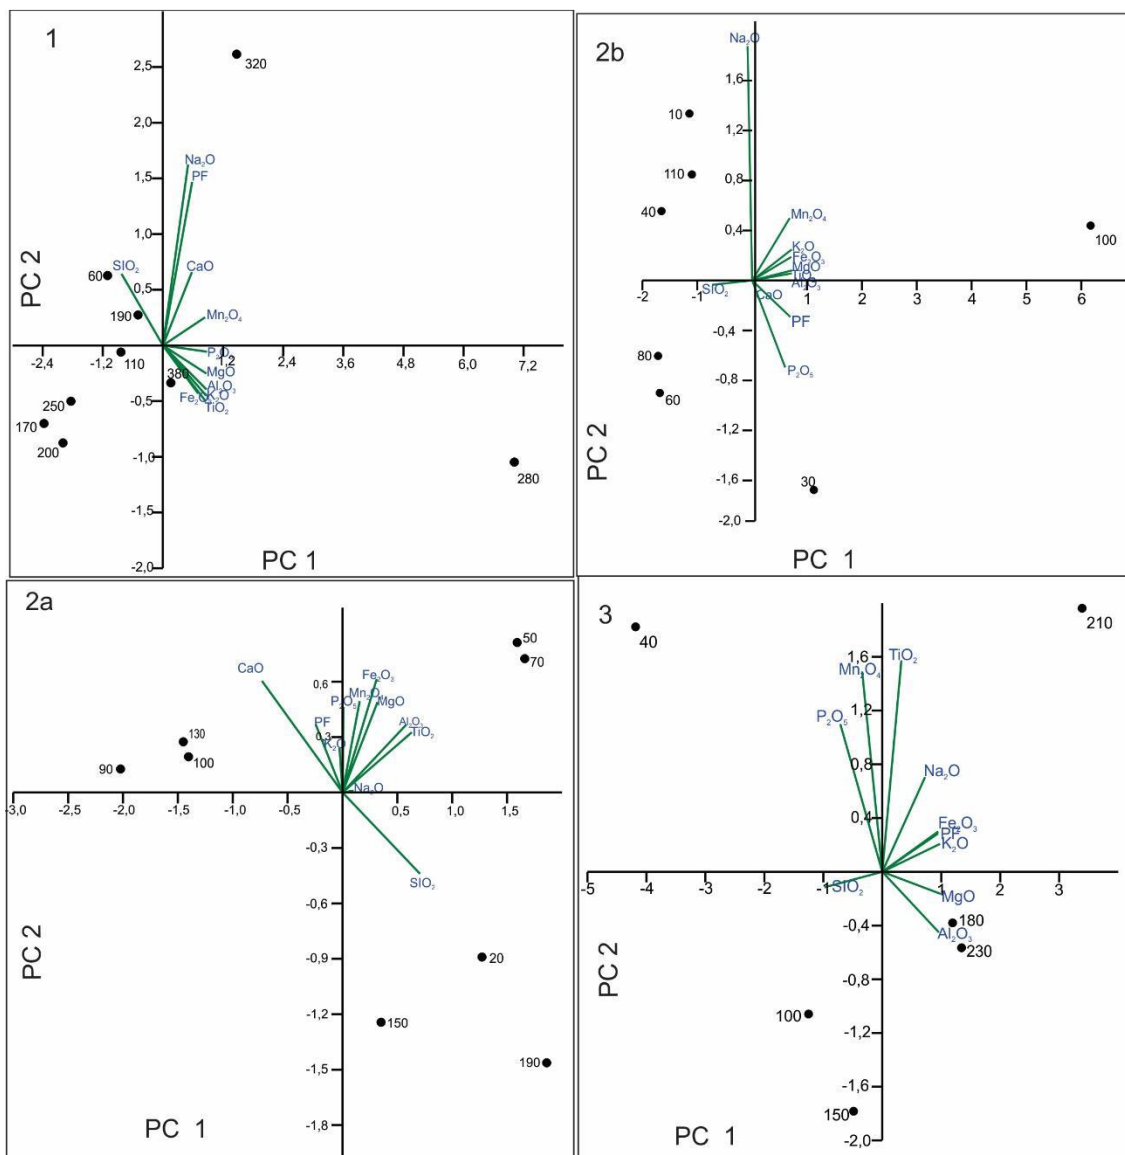 1
320
2,5
2,0
Na₂O
1,5
PF
1,0
PC 2
60
SIO₂
CaO
0,5
190
Mn₂O₄
-2,4
110
P₂O₅
1,2
2,4
3,6
4,8
6,0
7,2
MgO
380
Al₂O₃
K₂O
Fe₂O₃
TiO₂
250
-0,5
170
200
-1,0
280
-1,5
-2,0
PC 1
2b
Na₂O
1,6
10
1,2
110
0,8
40
Mn₂O₄
0,4
100
K₂O
Fe₂O₃
MgO
TiO₂
Al₂O₃
SIO₂
CaO
-2
-1
1
2
3
4
5
6
PF
-0,4
80
P₂O₅
-0,8
60
-1,2
PC 2
30
-1,6
-2,0
PC 1
2a
50
70
CaO
Fe₂O₃
0,6
Mn₂O₄
P₂O₅
MgO
PF
Al₂O₃
TiO₂
0,3
K₂O
130
100
90
Na₂O
-3,0
-2,5
-2,0
-1,5
-1,0
-0,5
0,5
1,0
1,5
-0,3
SIO₂
-0,6
PC 2
-0,9
20
-1,2
150
-1,5
190
-1,8
PC 1
3
40
210
1,6
TiO₂
Mn₂O₄
P₂O₅
1,2
0,8
Na₂O
0,4
Fe₂O₃
PF
K₂O
-5
-4
-3
-2
-1
SIO₂
1
2
3
MgO
-0,4
180
Al₂O₃
230
-0,8
PC 2
100
-1,2
-1,6
150
-2,0
PC 1